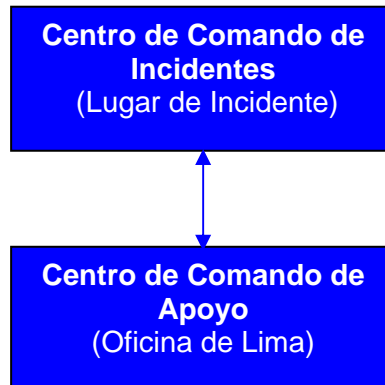 Centro de Comando de
Incidentes
(Lugar de Incidente)
Centro de Comando de
Apoyo
(Oficina de Lima)